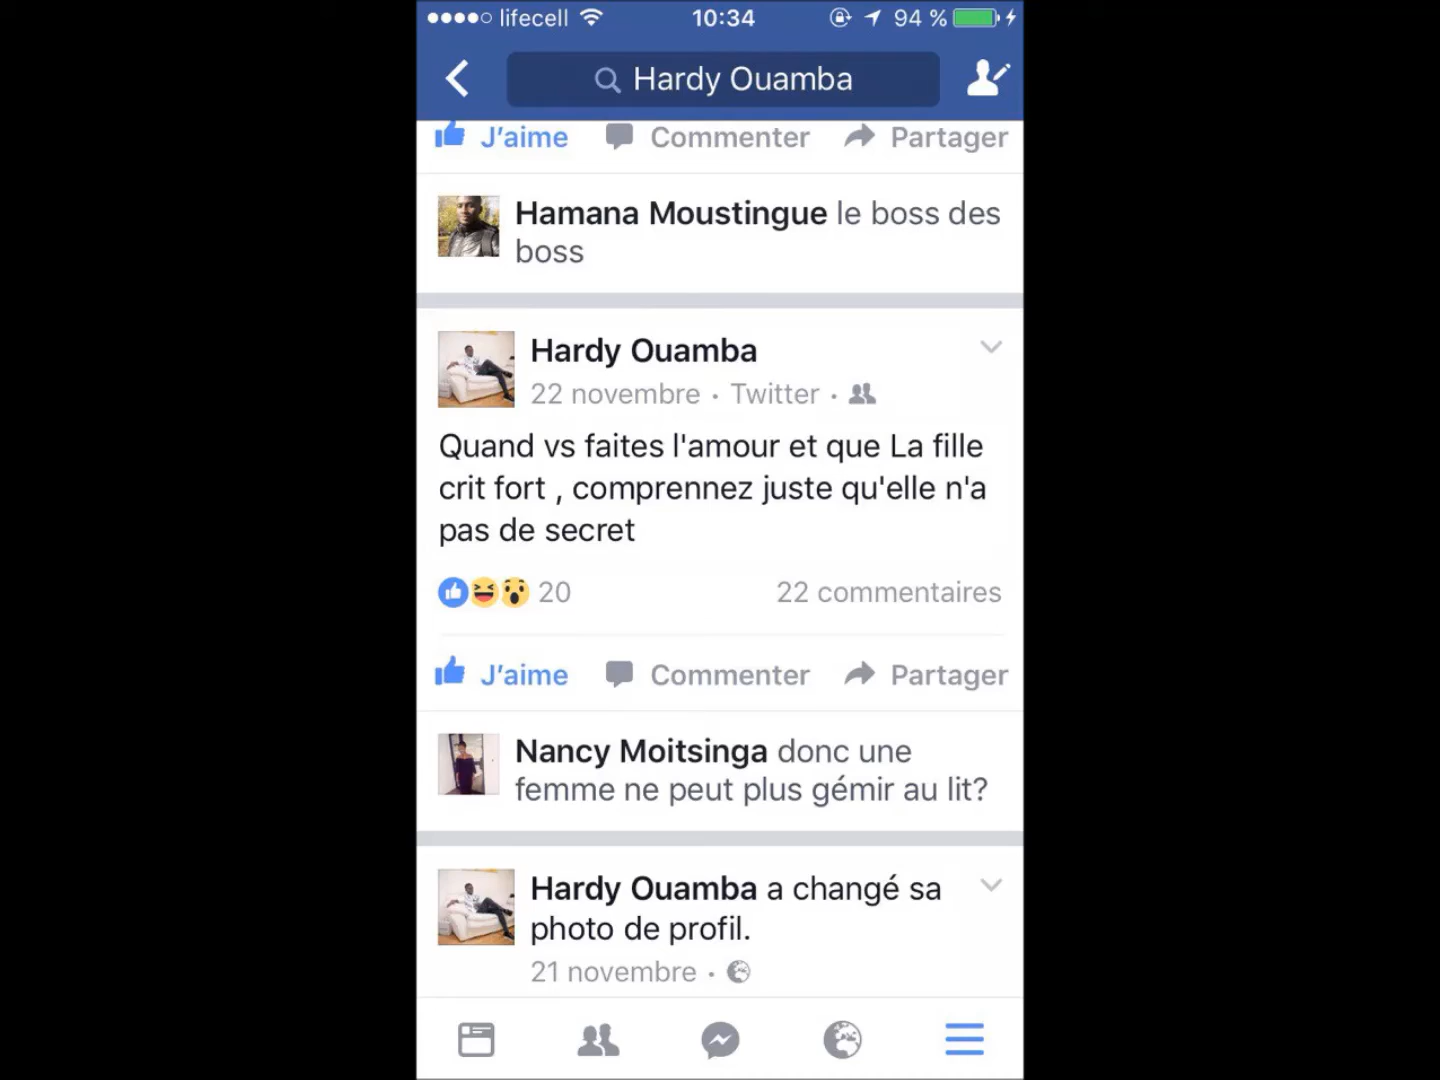 lifecell 10:34 94 %
Hardy Ouamba
J'aime Commenter Partager
Hamana Moustingue le boss des
boss
Hardy Ouamba
22 novembre • Twitter •
Quand vs faites l'amour et que La fille
crit fort , comprennez juste qu'elle n'a
pas de secret
20 22 commentaires
J'aime Commenter Partager
Nancy Moitsinga donc une
femme ne peut plus gémir au lit?
Hardy Ouamba a changé sa
photo de profil.
21 novembre •